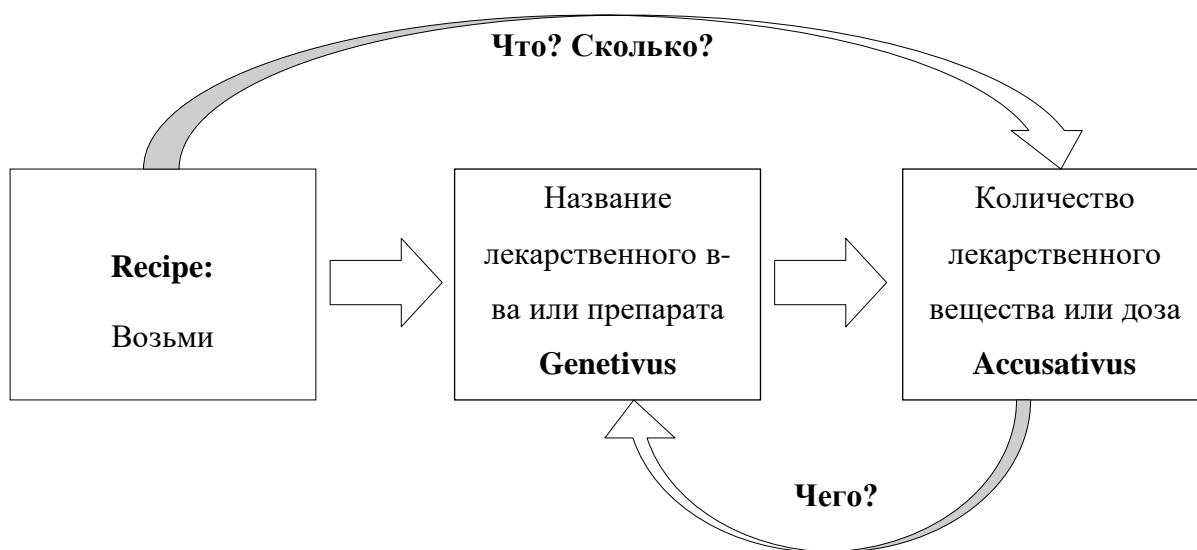 Что? Сколько?
Recipe:
Возьми
Название
лекарственного в-
ва или препарата
Genetivus
Количество
лекарственного
вещества или доза
Accusativus
Чего?